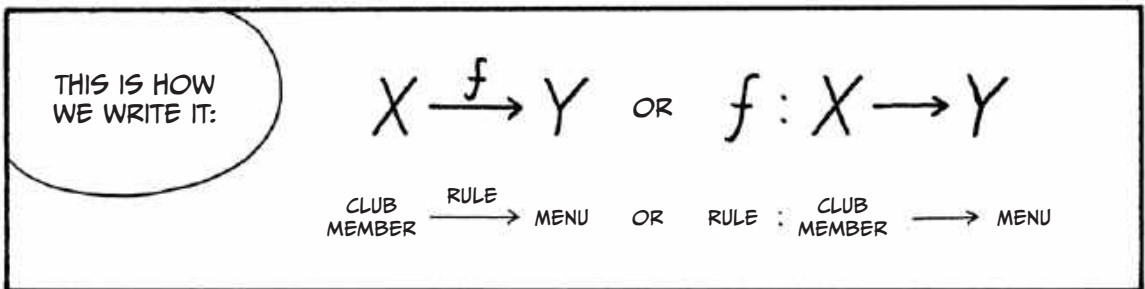 THIS IS HOW
WE WRITE IT:
X —f→ Y OR f : X → Y
CLUB MEMBER —RULE→ MENU OR RULE : CLUB MEMBER → MENU